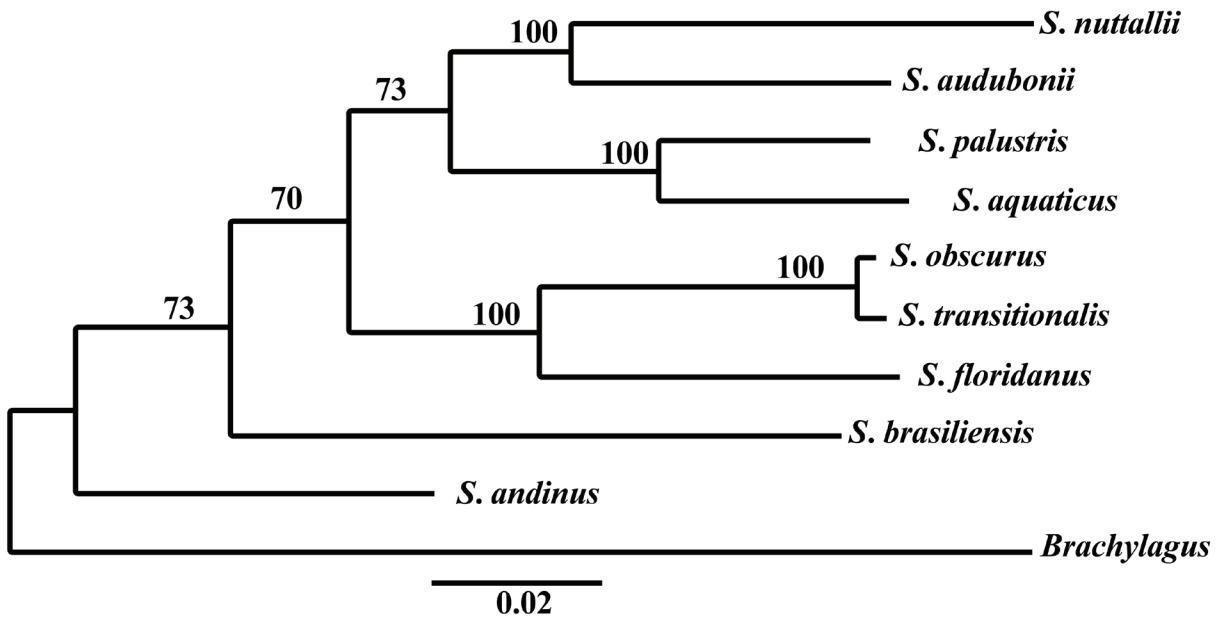 100
S. nuttallii
73
S. audubonii
100
S. palustris
70
S. aquaticus
100
S. obscurus
73
100
S. transitionalis
S. floridanus
S. brasiliensis
S. andinus
Brachylagus
0.02